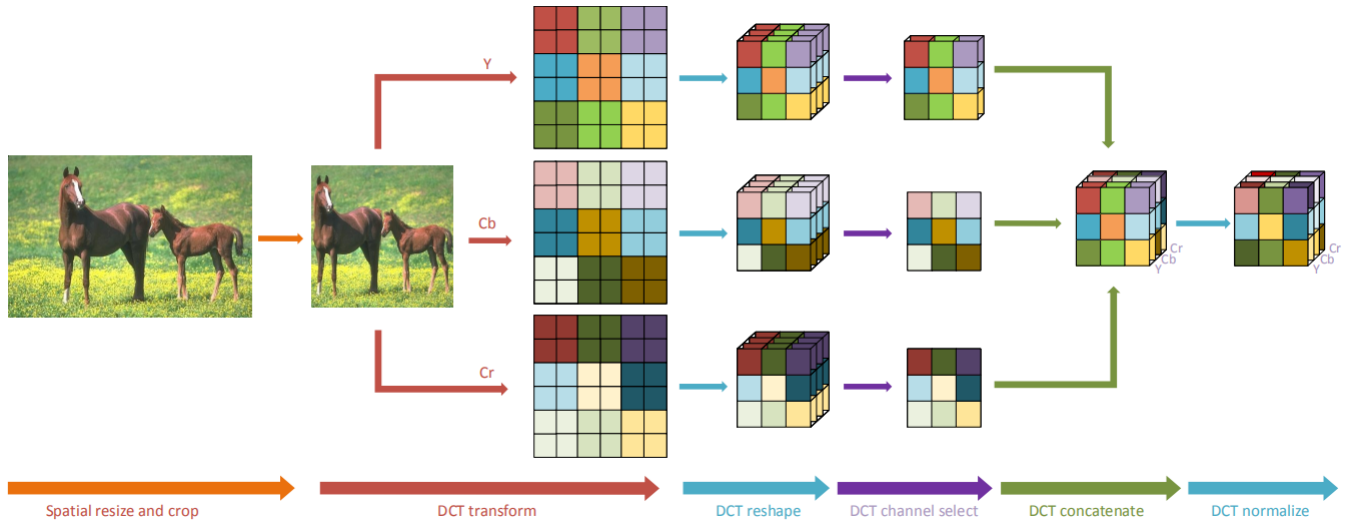 Y
Cb
Cr
Cr
Cb
Y
Cr
Cb
Y
Spatial resize and crop
DCT transform
DCT reshape
DCT channel select
DCT concatenate
DCT normalize